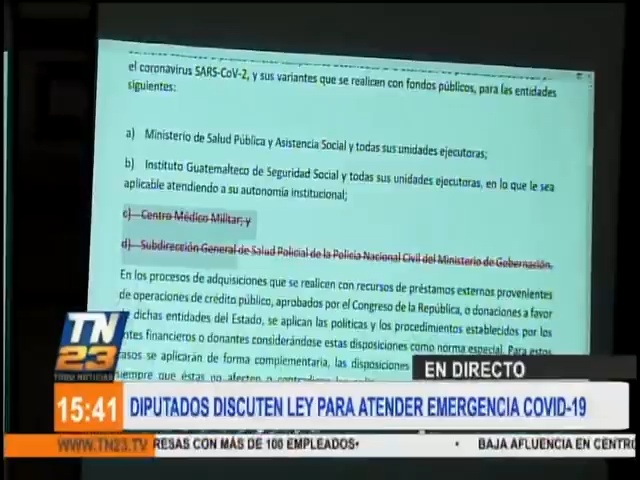 el coronavirus SARS-CoV-2, y sus variantes que se realicen con fondos públicos, para las entidades
siguientes:
a) Ministerio de Salud Pública y Asistencia Social y todas sus unidades ejecutoras;
b) Instituto Guatemalteco de Seguridad Social y todas sus unidades ejecutoras, en lo que le sea
aplicable atendiendo a su autonomía institucional;
c) Centro Médico Militar; y
d) Subdirección General de Salud Policial de la Policía Nacional Civil del Ministerio de Gobernación.
En los procesos de adquisiciones que se realicen con recursos de préstamos externos provenientes
de operaciones de crédito público, aprobados por el Congreso de la República, o donaciones a favor
dichas entidades del Estado, se aplican las políticas y los procedimientos establecidos por los
ntes financieros o donantes considerándose estas disposiciones como norma especial. Para estos
casos se aplicarán de forma complementaria, las disposiciones
siempre que éstas no afecten o
TN
23
TODO NOTICIAS
EN DIRECTO
15:41
DIPUTADOS DISCUTEN LEY PARA ATENDER EMERGENCIA COVID-19
WWW.TN23.TV
RESAS CON MÁS DE 100 EMPLEADOS•
• BAJA AFLUENCIA EN CENTRO